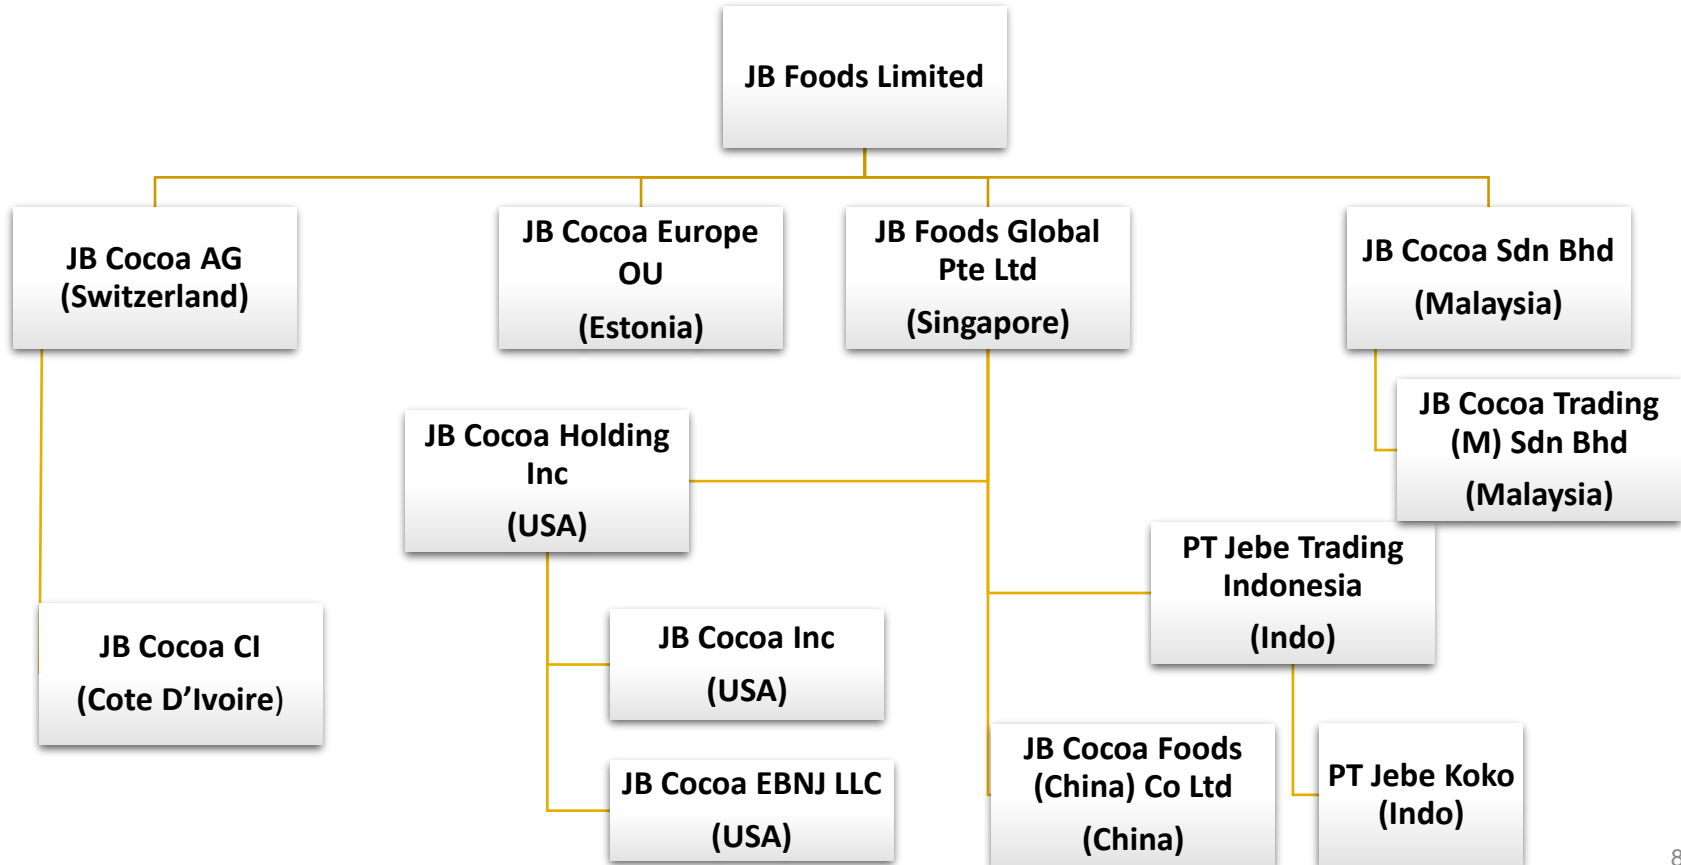 JB Foods Limited
JB Cocoa AG
(Switzerland)
JB Cocoa Europe
OU
(Estonia)
JB Foods Global
Pte Ltd
(Singapore)
JB Cocoa Sdn Bhd
(Malaysia)
JB Cocoa Trading
(M) Sdn Bhd
(Malaysia)
JB Cocoa Holding
Inc
(USA)
PT Jebe Trading
Indonesia
(Indo)
JB Cocoa CI
(Cote D’Ivoire)
JB Cocoa Inc
(USA)
JB Cocoa EBNJ LLC
(USA)
JB Cocoa Foods
(China) Co Ltd
(China)
PT Jebe Koko
(Indo)
8